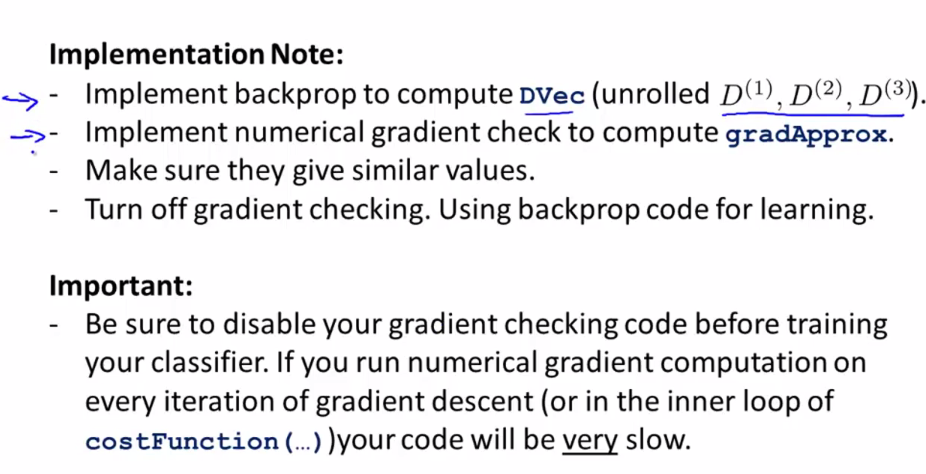 Implementation Note:
- Implement backprop to compute DVec (unrolled D⁽¹⁾, D⁽²⁾, D⁽³⁾).
- Implement numerical gradient check to compute gradApprox.
- Make sure they give similar values.
- Turn off gradient checking. Using backprop code for learning.
Important:
- Be sure to disable your gradient checking code before training
your classifier. If you run numerical gradient computation on
every iteration of gradient descent (or in the inner loop of
costFunction(…))your code will be very slow.